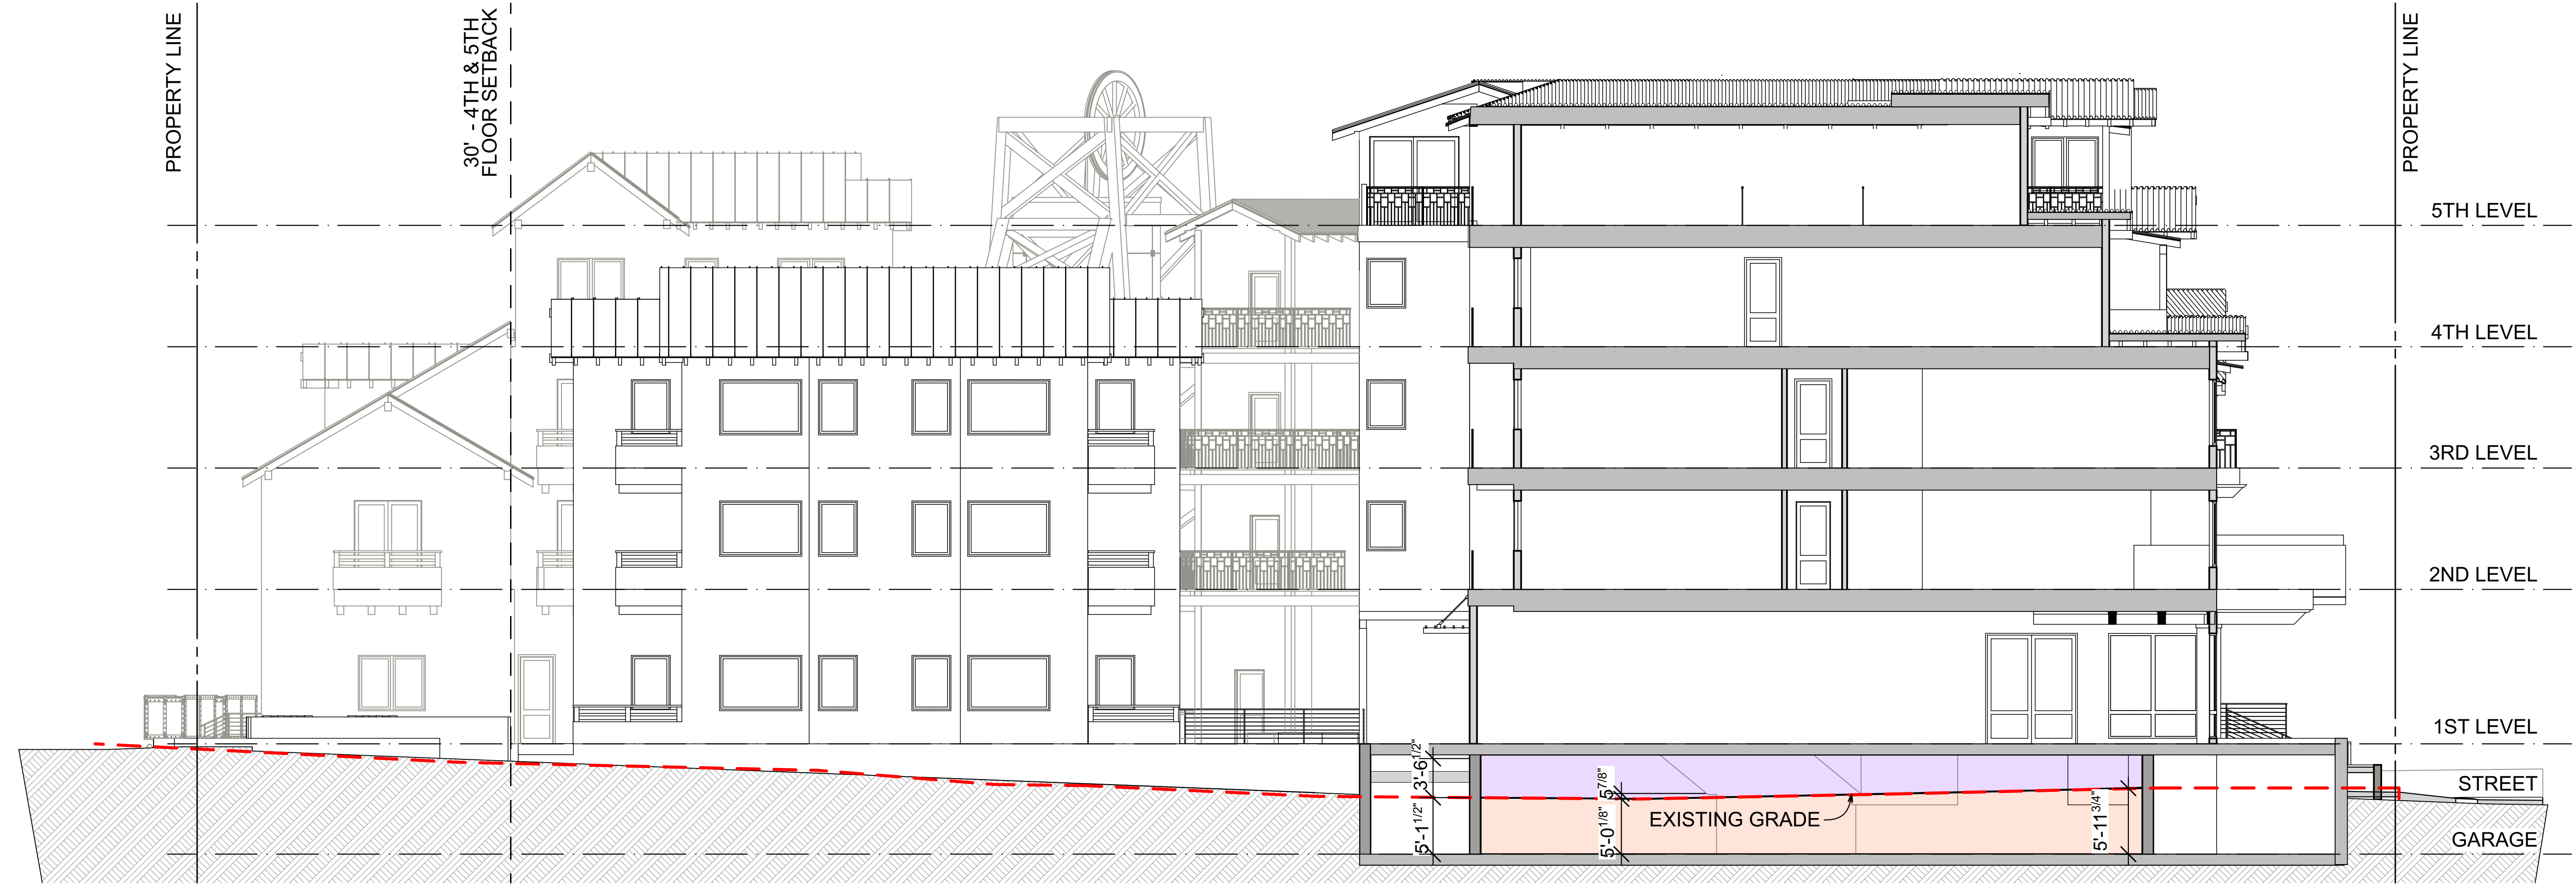 PROPERTY LINE
30' - 4TH & 5TH
FLOOR SETBACK
PROPERTY LINE
5TH LEVEL
4TH LEVEL
3RD LEVEL
2ND LEVEL
1ST LEVEL
STREET
GARAGE
3'-6 1/2"
5'-1 1/2"
5 7/8"
5'-0 1/8"
EXISTING GRADE
5'-11 3/4"